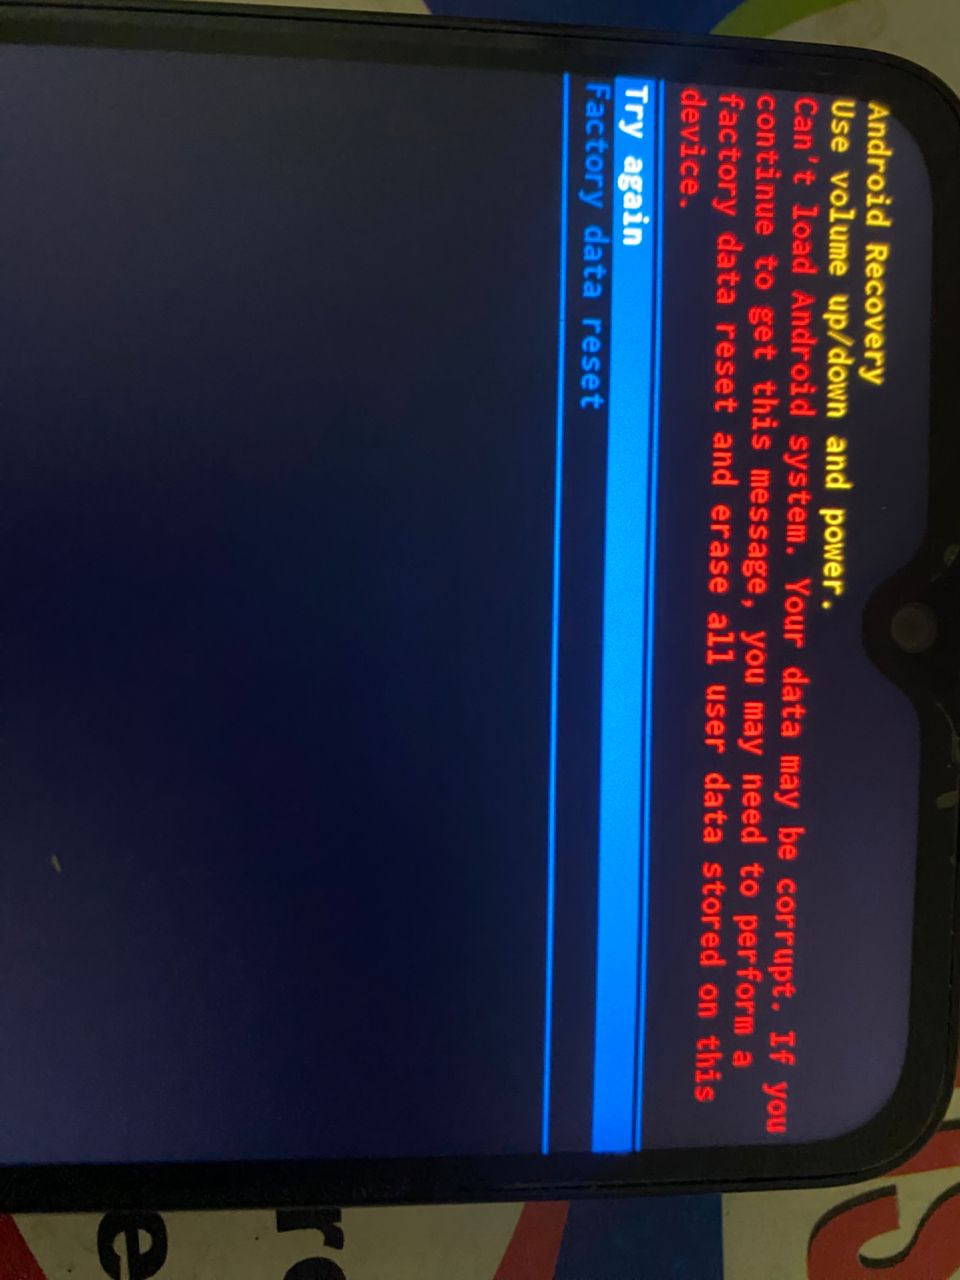 Android Recovery
Use volume up/down and power.
Can't load Android system. Your data may be corrupt. If you
continue to get this message, you may need to perform a
factory data reset and erase all user data stored on this
device.
Try again
Factory data reset